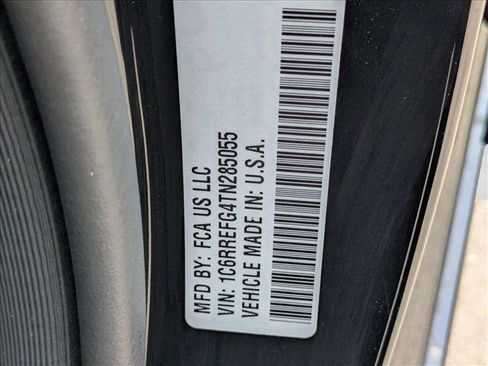 MFD BY: FCA US LLC
VIN: 1C6RREFG4TN285055
VEHICLE MADE IN: U.S.A.